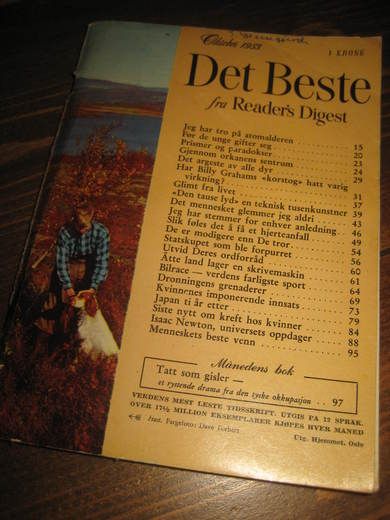 Oktober 1955
1 KRONE
Det Beste
fra Reader's Digest
Jeg har tro på atomalderen 15
Før de unge gifter seg 20
Prismer og paradokser 23
Gjennom orkanens sentrum 24
Det argeste av alle dyr 29
Har Billy Grahams «korstog» hatt varig
virkning? 31
Glimt fra livet 37
«Den tause lyd» en teknisk tusenkunstner 39
Det mennesket glemmer jeg aldri 43
Jeg har stemmer for enhver anledning 46
Slik føles det å få et hjerteanfall 49
De er modigere enn De tror 54
Statskupet som ble forpurret 56
Utvid Deres ordforråd 60
Åtte land lager en skrivemaskin 61
Bilrace — verdens farligste sport 64
Dronningens grenaderer 69
Kvinnenes imponerende innsats 73
Japan ti år etter 79
Siste nytt om kreft hos kvinner 84
Isaac Newton, universets oppdager 88
Menneskets beste venn 95
Månedens bok
Tatt som gisler —
et rystende drama fra den tyske okkupasjon 97
VERDENS MEST LESTE TIDSSKRIFT. UTGIS PÅ 12 SPRÅK.
OVER 17½ MILLION EKSEMPLARER KJØPES HVER MÅNED
Utg. Hjemmet, Oslo